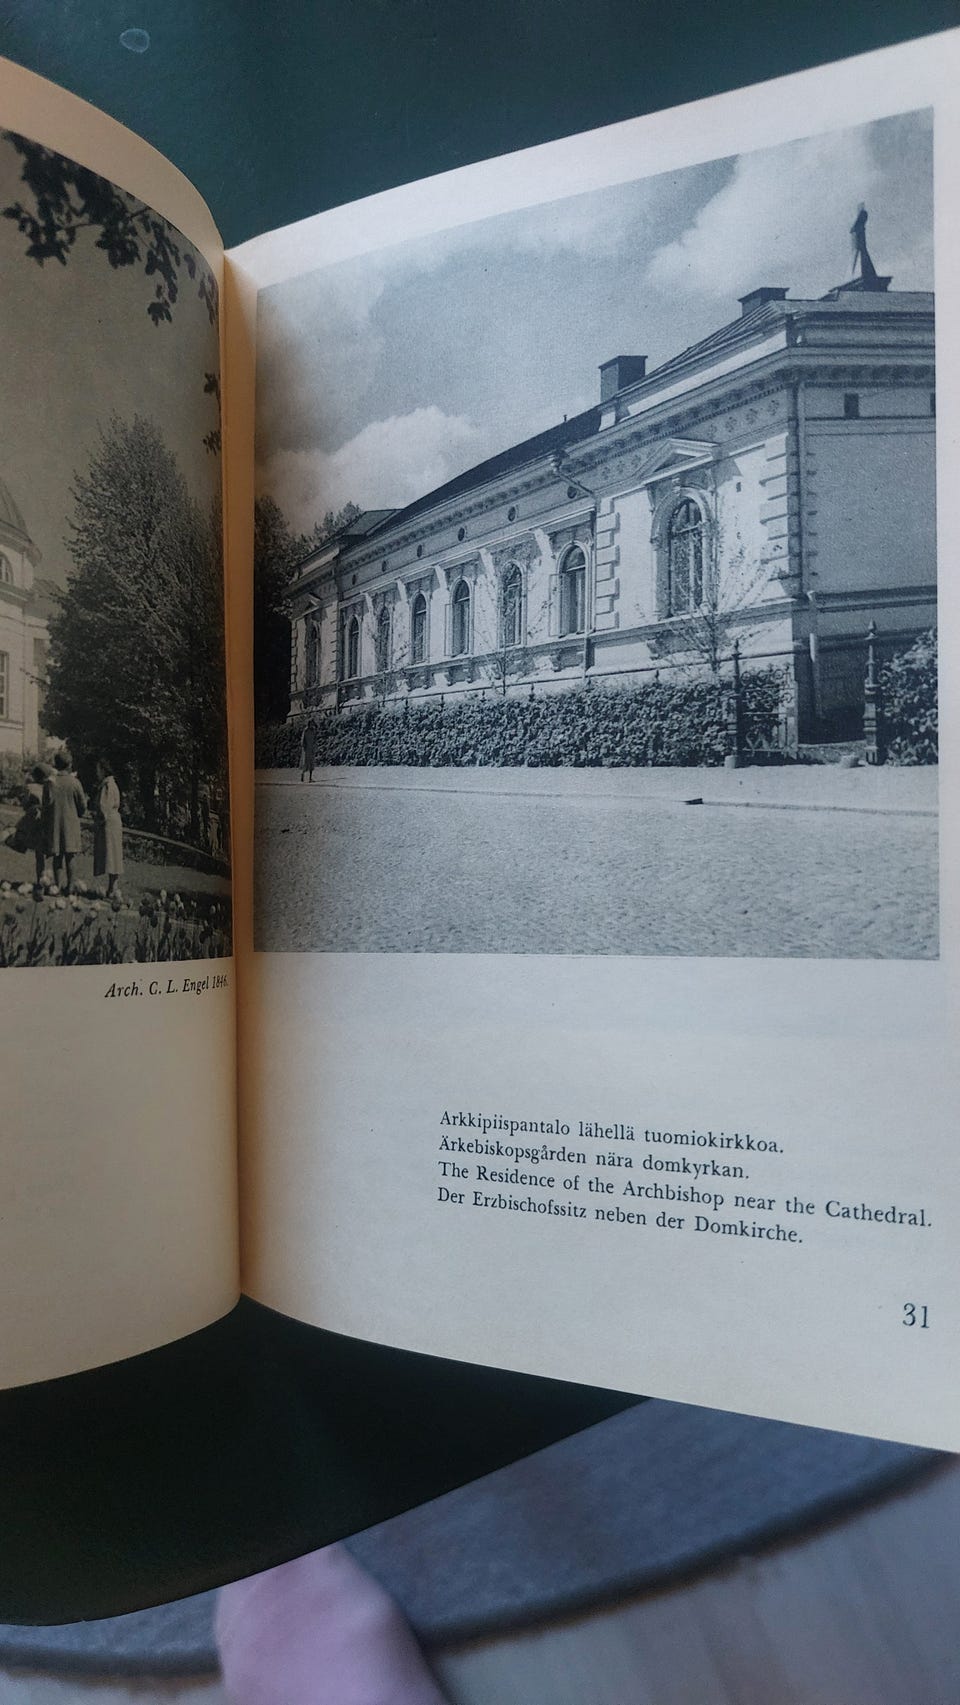 Arch. C. L. Engel 1846.
Arkkipiispantalo lähellä tuomiokirkkoa.
Ärkebiskopsgården nära domkyrkan.
The Residence of the Archbishop near the Cathedral.
Der Erzbischofssitz neben der Domkirche.
31